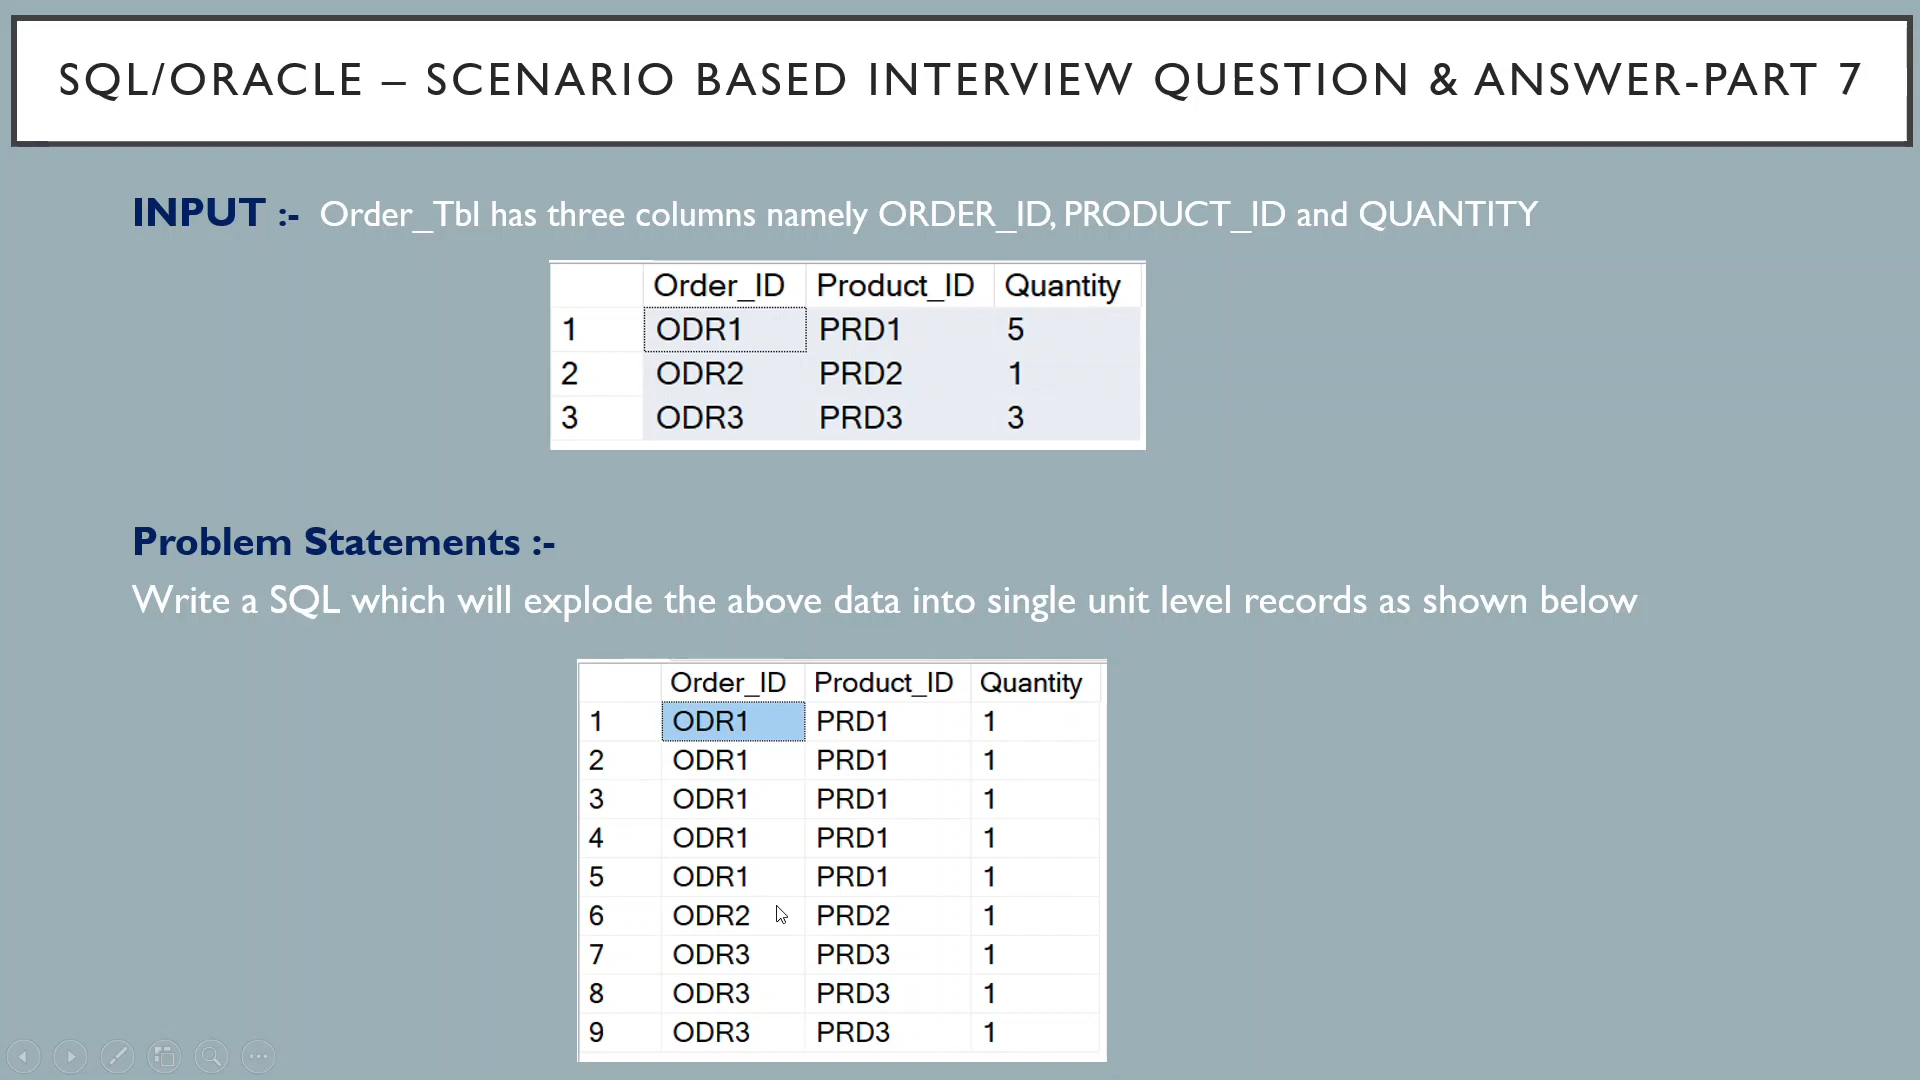 SQL/ORACLE – SCENARIO BASED INTERVIEW QUESTION & ANSWER-PART 7
INPUT :- Order_Tbl has three columns namely ORDER_ID, PRODUCT_ID and QUANTITY
Order_ID Product_ID Quantity
1 ODR1 PRD1 5
2 ODR2 PRD2 1
3 ODR3 PRD3 3
Problem Statements :-
Write a SQL which will explode the above data into single unit level records as shown below
Order_ID Product_ID Quantity
1 ODR1 PRD1 1
2 ODR1 PRD1 1
3 ODR1 PRD1 1
4 ODR1 PRD1 1
5 ODR1 PRD1 1
6 ODR2 PRD2 1
7 ODR3 PRD3 1
8 ODR3 PRD3 1
9 ODR3 PRD3 1